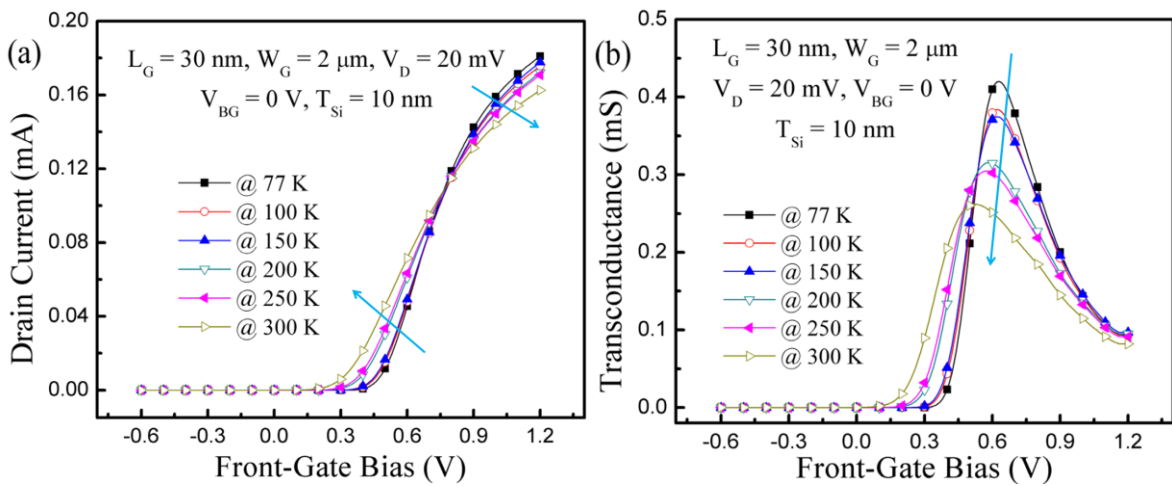 (a)
L_G = 30 nm, W_G = 2 μm, V_D = 20 mV
V_BG = 0 V, T_Si = 10 nm
@ 77 K
@ 100 K
@ 150 K
@ 200 K
@ 250 K
@ 300 K
Drain Current (mA)
0.20
0.16
0.12
0.08
0.04
0.00
-0.6 -0.3 0.0 0.3 0.6 0.9 1.2
Front-Gate Bias (V)
(b)
L_G = 30 nm, W_G = 2 μm
V_D = 20 mV, V_BG = 0 V
T_Si = 10 nm
@ 77 K
@ 100 K
@ 150 K
@ 200 K
@ 250 K
@ 300 K
Transconductance (mS)
0.5
0.4
0.3
0.2
0.1
0.0
-0.6 -0.3 0.0 0.3 0.6 0.9 1.2
Front-Gate Bias (V)